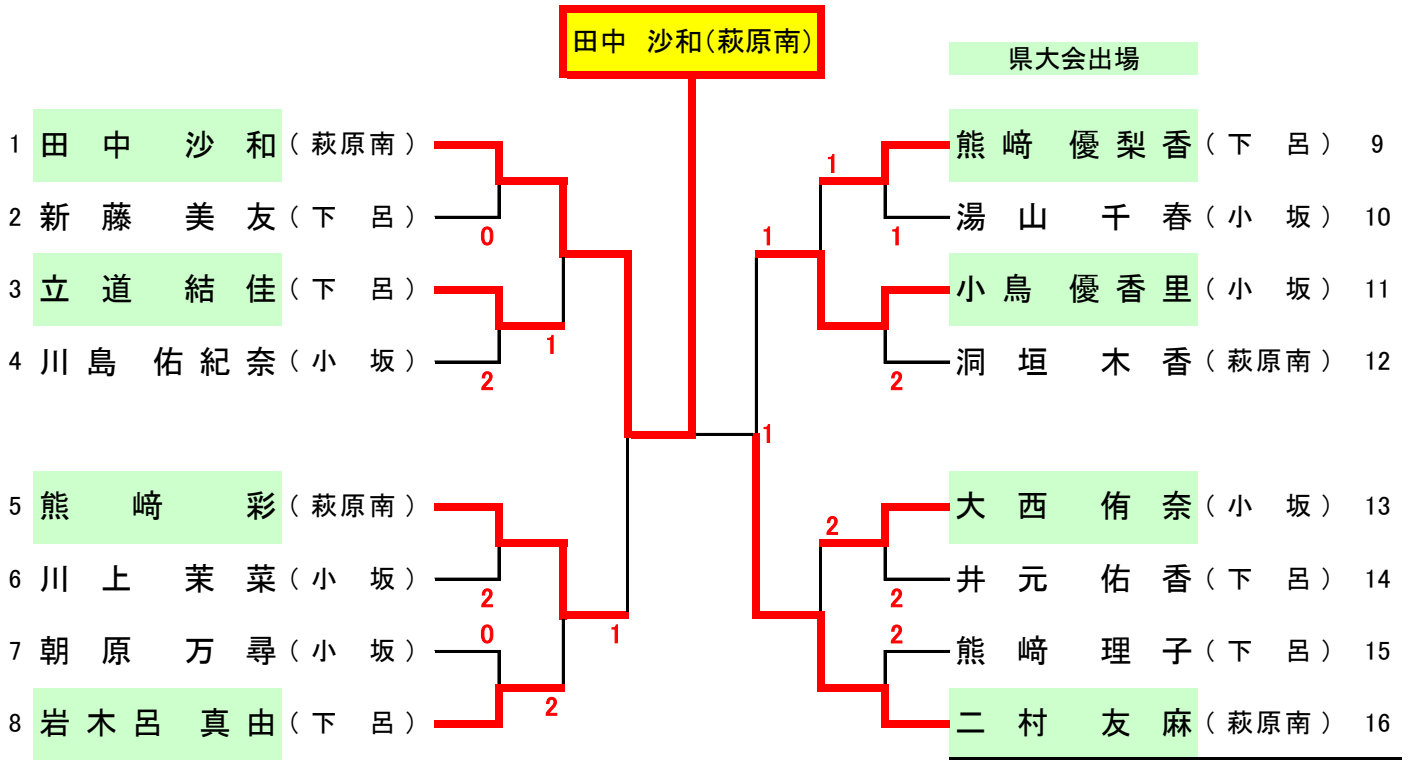 田中 沙和(萩原南)
県大会出場
1 田中 沙和 (萩原南)
熊﨑 優梨香 (下 呂) 9
1
2 新藤 美友 (下 呂)
湯山 千春 (小 坂) 10
0
1
1
3 立道 結佳 (下 呂)
小鳥 優香里 (小 坂) 11
1
4 川島 佑紀奈 (小 坂)
洞垣 木香 (萩原南) 12
2
2
1
5 熊﨑 彩 (萩原南)
大西 侑奈 (小 坂) 13
2
6 川上 茉菜 (小 坂)
井元 佑香 (下 呂) 14
2
2
0
1
2
7 朝原 万尋 (小 坂)
熊﨑 理子 (下 呂) 15
2
8 岩木呂 真由 (下 呂)
二村 友麻 (萩原南) 16